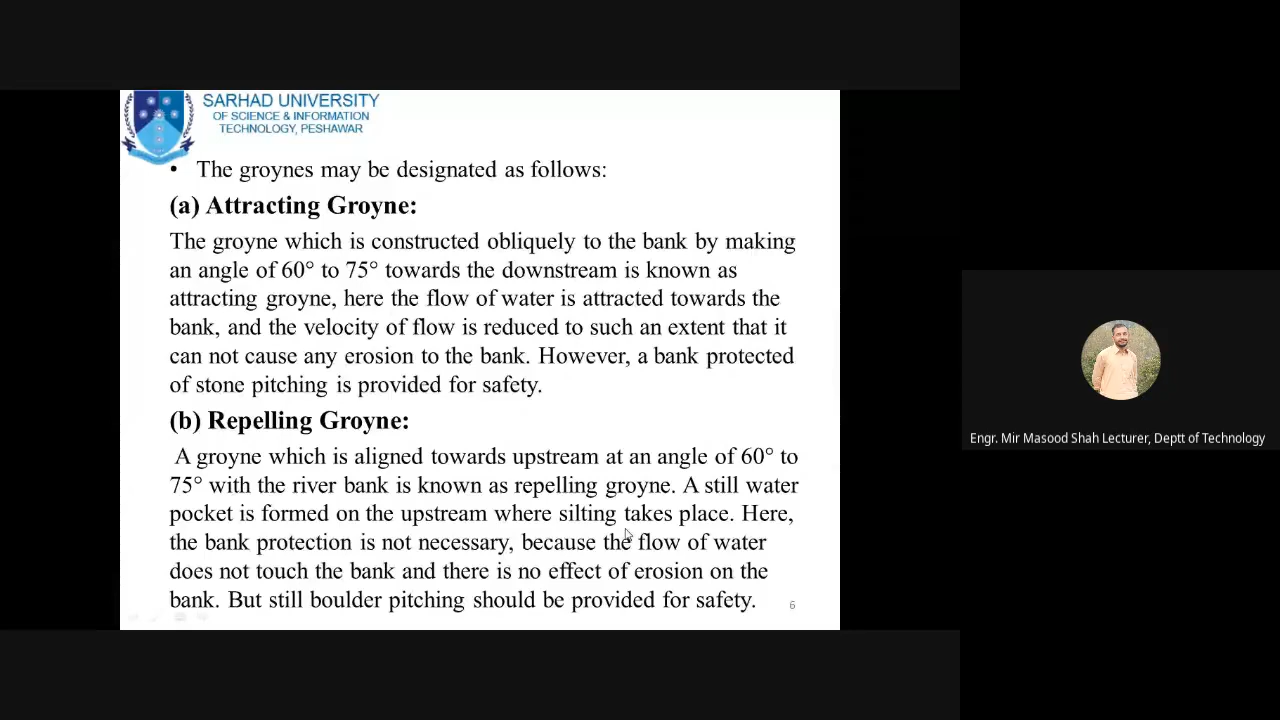 SARHAD UNIVERSITY
OF SCIENCE & INFORMATION
TECHNOLOGY, PESHAWAR
• The groynes may be designated as follows:
(a) Attracting Groyne:
The groyne which is constructed obliquely to the bank by making
an angle of 60° to 75° towards the downstream is known as
attracting groyne, here the flow of water is attracted towards the
bank, and the velocity of flow is reduced to such an extent that it
can not cause any erosion to the bank. However, a bank protected
of stone pitching is provided for safety.
(b) Repelling Groyne:
A groyne which is aligned towards upstream at an angle of 60° to
75° with the river bank is known as repelling groyne. A still water
pocket is formed on the upstream where silting takes place. Here,
the bank protection is not necessary, because the flow of water
does not touch the bank and there is no effect of erosion on the
bank. But still boulder pitching should be provided for safety.
6
Engr. Mir Masood Shah Lecturer, Deptt of Technology